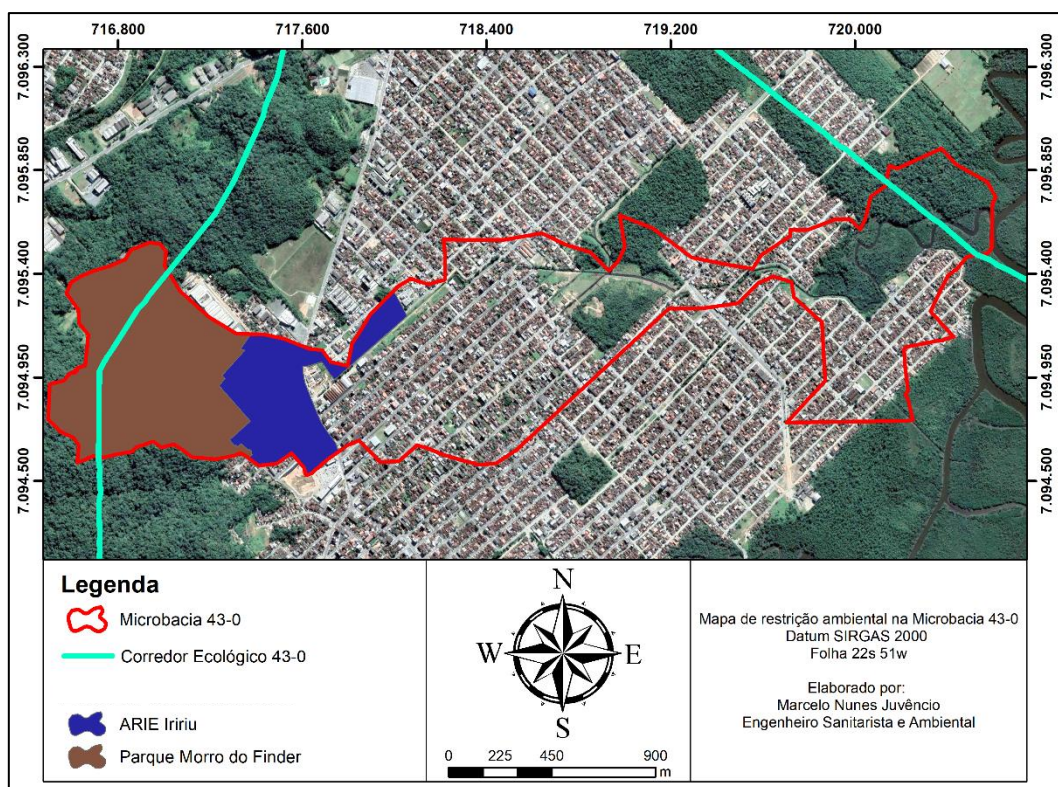 716.800 717.600 718.400 719.200 720.000
7.096.300 7.096.300
7.095.850 7.095.850
7.095.400 7.095.400
7.094.950 7.094.950
7.094.500 7.094.500
Legenda
Microbacia 43-0
Corredor Ecológico 43-0
ARIE Iririu
Parque Morro do Finder
N
W E
S
0 225 450 900
m
Mapa de restrição ambiental na Microbacia 43-0
Datum SIRGAS 2000
Folha 22s 51w
Elaborado por:
Marcelo Nunes Juvêncio
Engenheiro Sanitarista e Ambiental